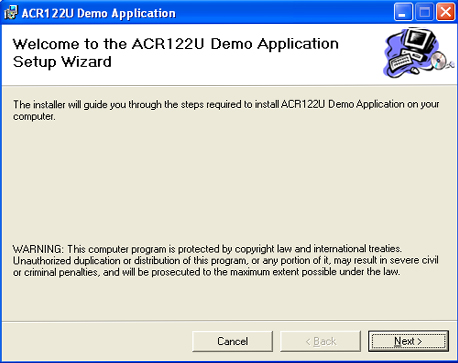 ACR122U Demo Application
Welcome to the ACR122U Demo Application
Setup Wizard
The installer will guide you through the steps required to install ACR122U Demo Application on your
computer.
WARNING: This computer program is protected by copyright law and international treaties.
Unauthorized duplication or distribution of this program, or any portion of it, may result in severe civil
or criminal penalties, and will be prosecuted to the maximum extent possible under the law.
Cancel < Back Next >